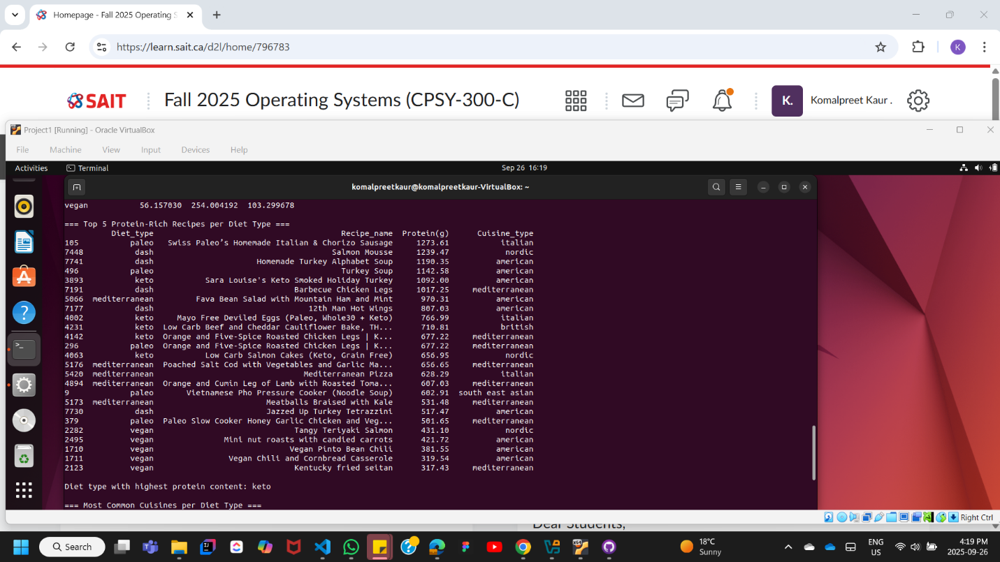 Homepage - Fall 2025 Operating S
https://learn.sait.ca/d2l/home/796783
K
SAIT
Fall 2025 Operating Systems (CPSY-300-C)
K.
Komalpreet Kaur .
Project1 [Running] - Oracle VirtualBox
File Machine View Input Devices Help
Activities Terminal Sep 26 16:19
komalpreetkaur@komalpreetkaur-VirtualBox: ~
vegan 56.157030 254.004192 103.299678
=== Top 5 Protein-Rich Recipes per Diet Type ===
Diet_type Recipe_name Protein(g) Cuisine_type
105 paleo Swiss Paleo’s Homemade Italian & Chorizo Sausage 1273.61 italian
7448 dash Salmon Mousse 1239.47 nordic
7741 dash Homemade Turkey Alphabet Soup 1190.35 american
496 paleo Turkey Soup 1142.58 american
3893 keto Sara Louise's Keto Smoked Holiday Turkey 1092.00 american
7191 dash Barbecue Chicken Legs 1017.25 mediterranean
5066 mediterranean Fava Bean Salad with Mountain Ham and Mint 970.31 american
7177 dash 12th Man Hot Wings 807.03 american
4002 keto Mayo Free Deviled Eggs (Paleo, Whole30 + Keto) 766.99 italian
4231 keto Low Carb Beef and Cheddar Cauliflower Bake, TH... 710.81 british
4142 keto Orange and Five-Spice Roasted Chicken Legs | K... 677.22 mediterranean
296 paleo Orange and Five-Spice Roasted Chicken Legs | K... 677.22 mediterranean
4063 keto Low Carb Salmon Cakes (Keto, Grain Free) 656.95 nordic
5176 mediterranean Poached Salt Cod with Vegetables and Garlic Ma... 656.65 mediterranean
5420 mediterranean Mediterranean Pizza 628.29 italian
4894 mediterranean Orange and Cumin Leg of Lamb with Roasted Toma... 607.03 mediterranean
9 paleo Vietnamese Pho Pressure Cooker (Noodle Soup) 602.91 south east asian
5173 mediterranean Meatballs Braised with Kale 531.48 mediterranean
7730 dash Jazzed Up Turkey Tetrazzini 517.47 american
379 paleo Paleo Slow Cooker Honey Garlic Chicken and Veg... 501.65 mediterranean
2282 vegan Tangy Teriyaki Salmon 431.10 nordic
2495 vegan Mini nut roasts with candied carrots 421.72 american
1710 vegan Vegan Pinto Bean Chili 381.55 american
1711 vegan Vegan Chili and Cornbread Casserole 319.54 american
2123 vegan Kentucky fried seitan 317.43 mediterranean
Diet type with highest protein content: keto
=== Most Common Cuisines per Diet Type ===
Right Ctrl
Dear Students,
Search
18°C
Sunny
ENG
US
4:19 PM
2025-09-26